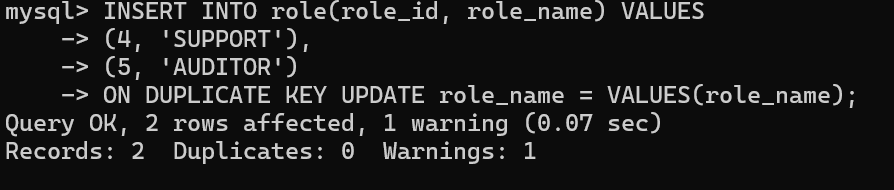 mysql> INSERT INTO role(role_id, role_name) VALUES
    -> (4, 'SUPPORT'),
    -> (5, 'AUDITOR')
    -> ON DUPLICATE KEY UPDATE role_name = VALUES(role_name);
Query OK, 2 rows affected, 1 warning (0.07 sec)
Records: 2  Duplicates: 0  Warnings: 1